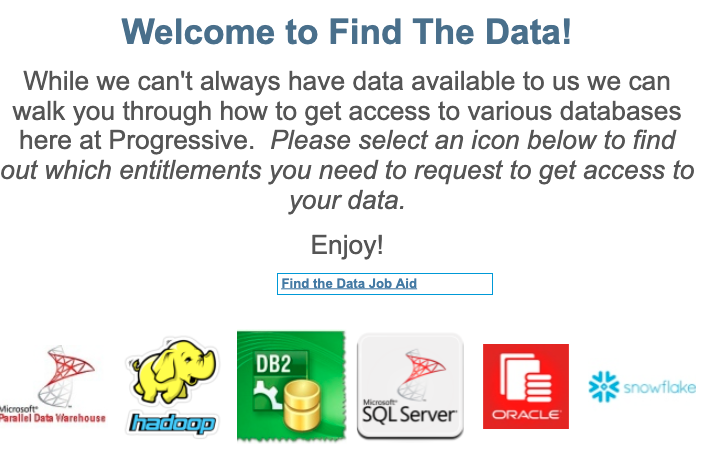 Welcome to Find The Data!
While we can't always have data available to us we can
walk you through how to get access to various databases
here at Progressive.  Please select an icon below to find
out which entitlements you need to request to get access to
your data.
Enjoy!
Find the Data Job Aid
Microsoft®
Parallel Data Warehouse
hadoop
DB2
Microsoft®
SQL Server®
ORACLE
snowflake